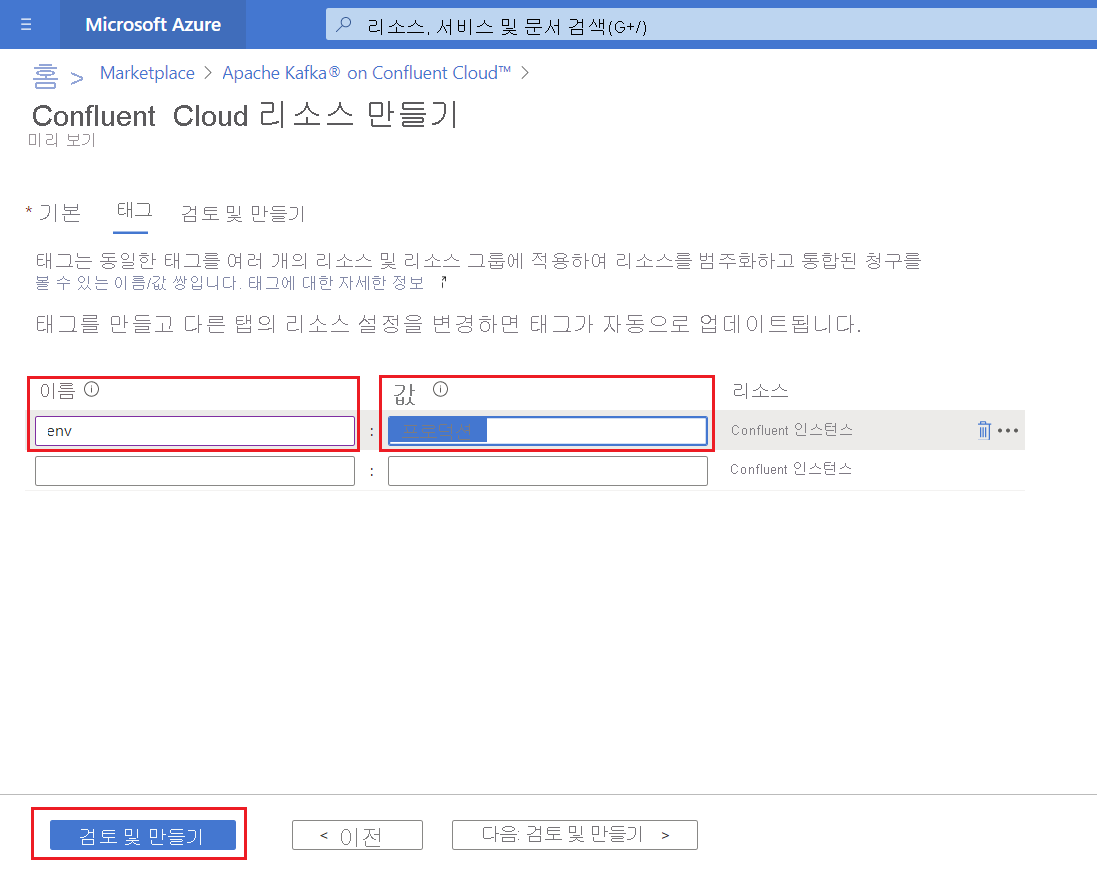 Microsoft Azure
리소스, 서비스 및 문서 검색(G+/)
홈 > Marketplace > Apache Kafka® on Confluent Cloud™ >
Confluent Cloud 리소스 만들기
미리 보기
* 기본 태그 검토 및 만들기
태그는 동일한 태그를 여러 개의 리소스 및 리소스 그룹에 적용하여 리소스를 범주화하고 통합된 청구를
볼 수 있는 이름/값 쌍입니다. 태그에 대한 자세한 정보
태그를 만들고 다른 탭의 리소스 설정을 변경하면 태그가 자동으로 업데이트됩니다.
이름 값 리소스
env : 프로덕션 Confluent 인스턴스
: Confluent 인스턴스
검토 및 만들기 < 이전 다음: 검토 및 만들기 >